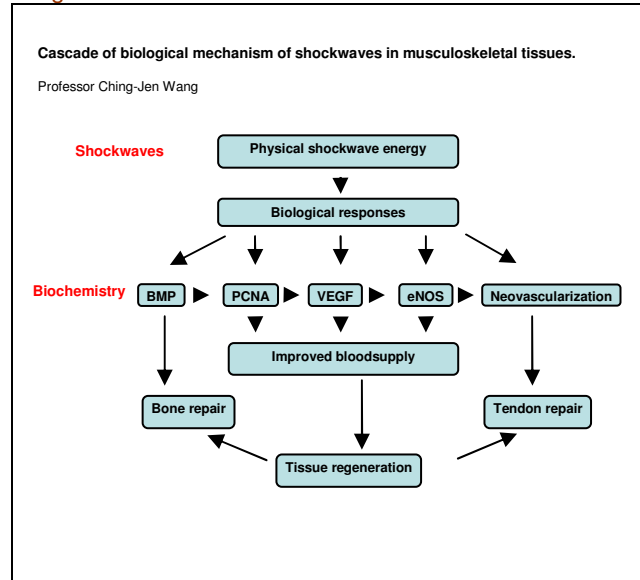 Cascade of biological mechanism of shockwaves in musculoskeletal tissues.
Professor Ching-Jen Wang
Shockwaves
Physical shockwave energy
Biological responses
Biochemistry
BMP
PCNA
VEGF
eNOS
Neovascularization
Improved bloodsupply
Bone repair
Tendon repair
Tissue regeneration